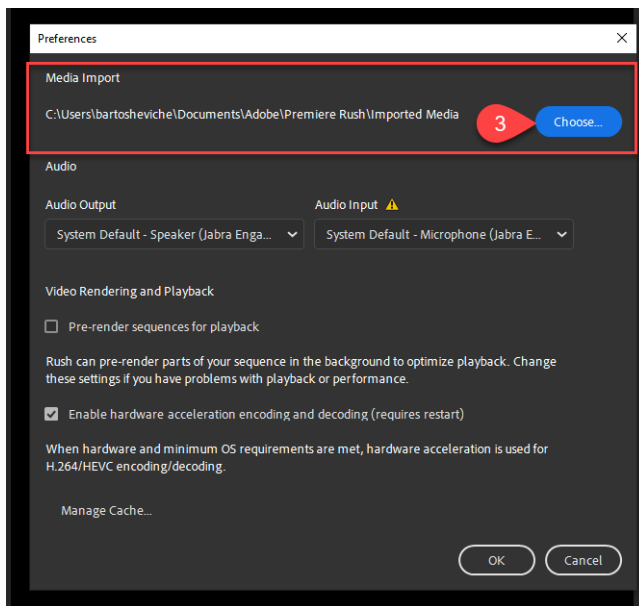 Preferences
Media Import
C:\Users\bartosheviche\Documents\Adobe\Premiere Rush\Imported Media
3
Choose...
Audio
Audio Output
Audio Input
System Default - Speaker (Jabra Enga...
System Default - Microphone (Jabra E...
Video Rendering and Playback
Pre-render sequences for playback
Rush can pre-render parts of your sequence in the background to optimize playback. Change
these settings if you have problems with playback or performance.
Enable hardware acceleration encoding and decoding (requires restart)
When hardware and minimum OS requirements are met, hardware acceleration is used for
H.264/HEVC encoding/decoding.
Manage Cache...
OK
Cancel